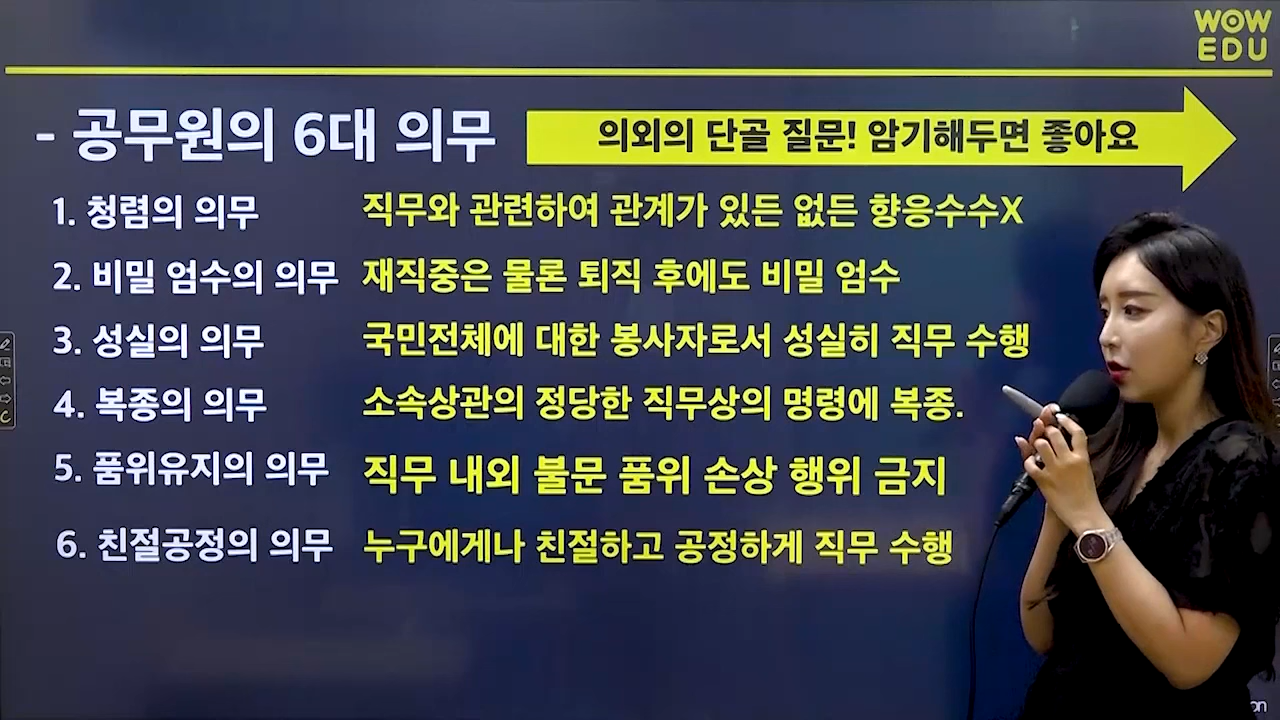 WOW
EDU
- 공무원의 6대 의무
의외의 단골 질문! 암기해두면 좋아요
1. 청렴의 의무 직무와 관련하여 관계가 있든 없든 향응수수X
2. 비밀 엄수의 의무 재직중은 물론 퇴직 후에도 비밀 엄수
3. 성실의 의무 국민전체에 대한 봉사자로서 성실히 직무 수행
4. 복종의 의무 소속상관의 정당한 직무상의 명령에 복종.
5. 품위유지의 의무 직무 내외 불문 품위 손상 행위 금지
6. 친절공정의 의무 누구에게나 친절하고 공정하게 직무 수행